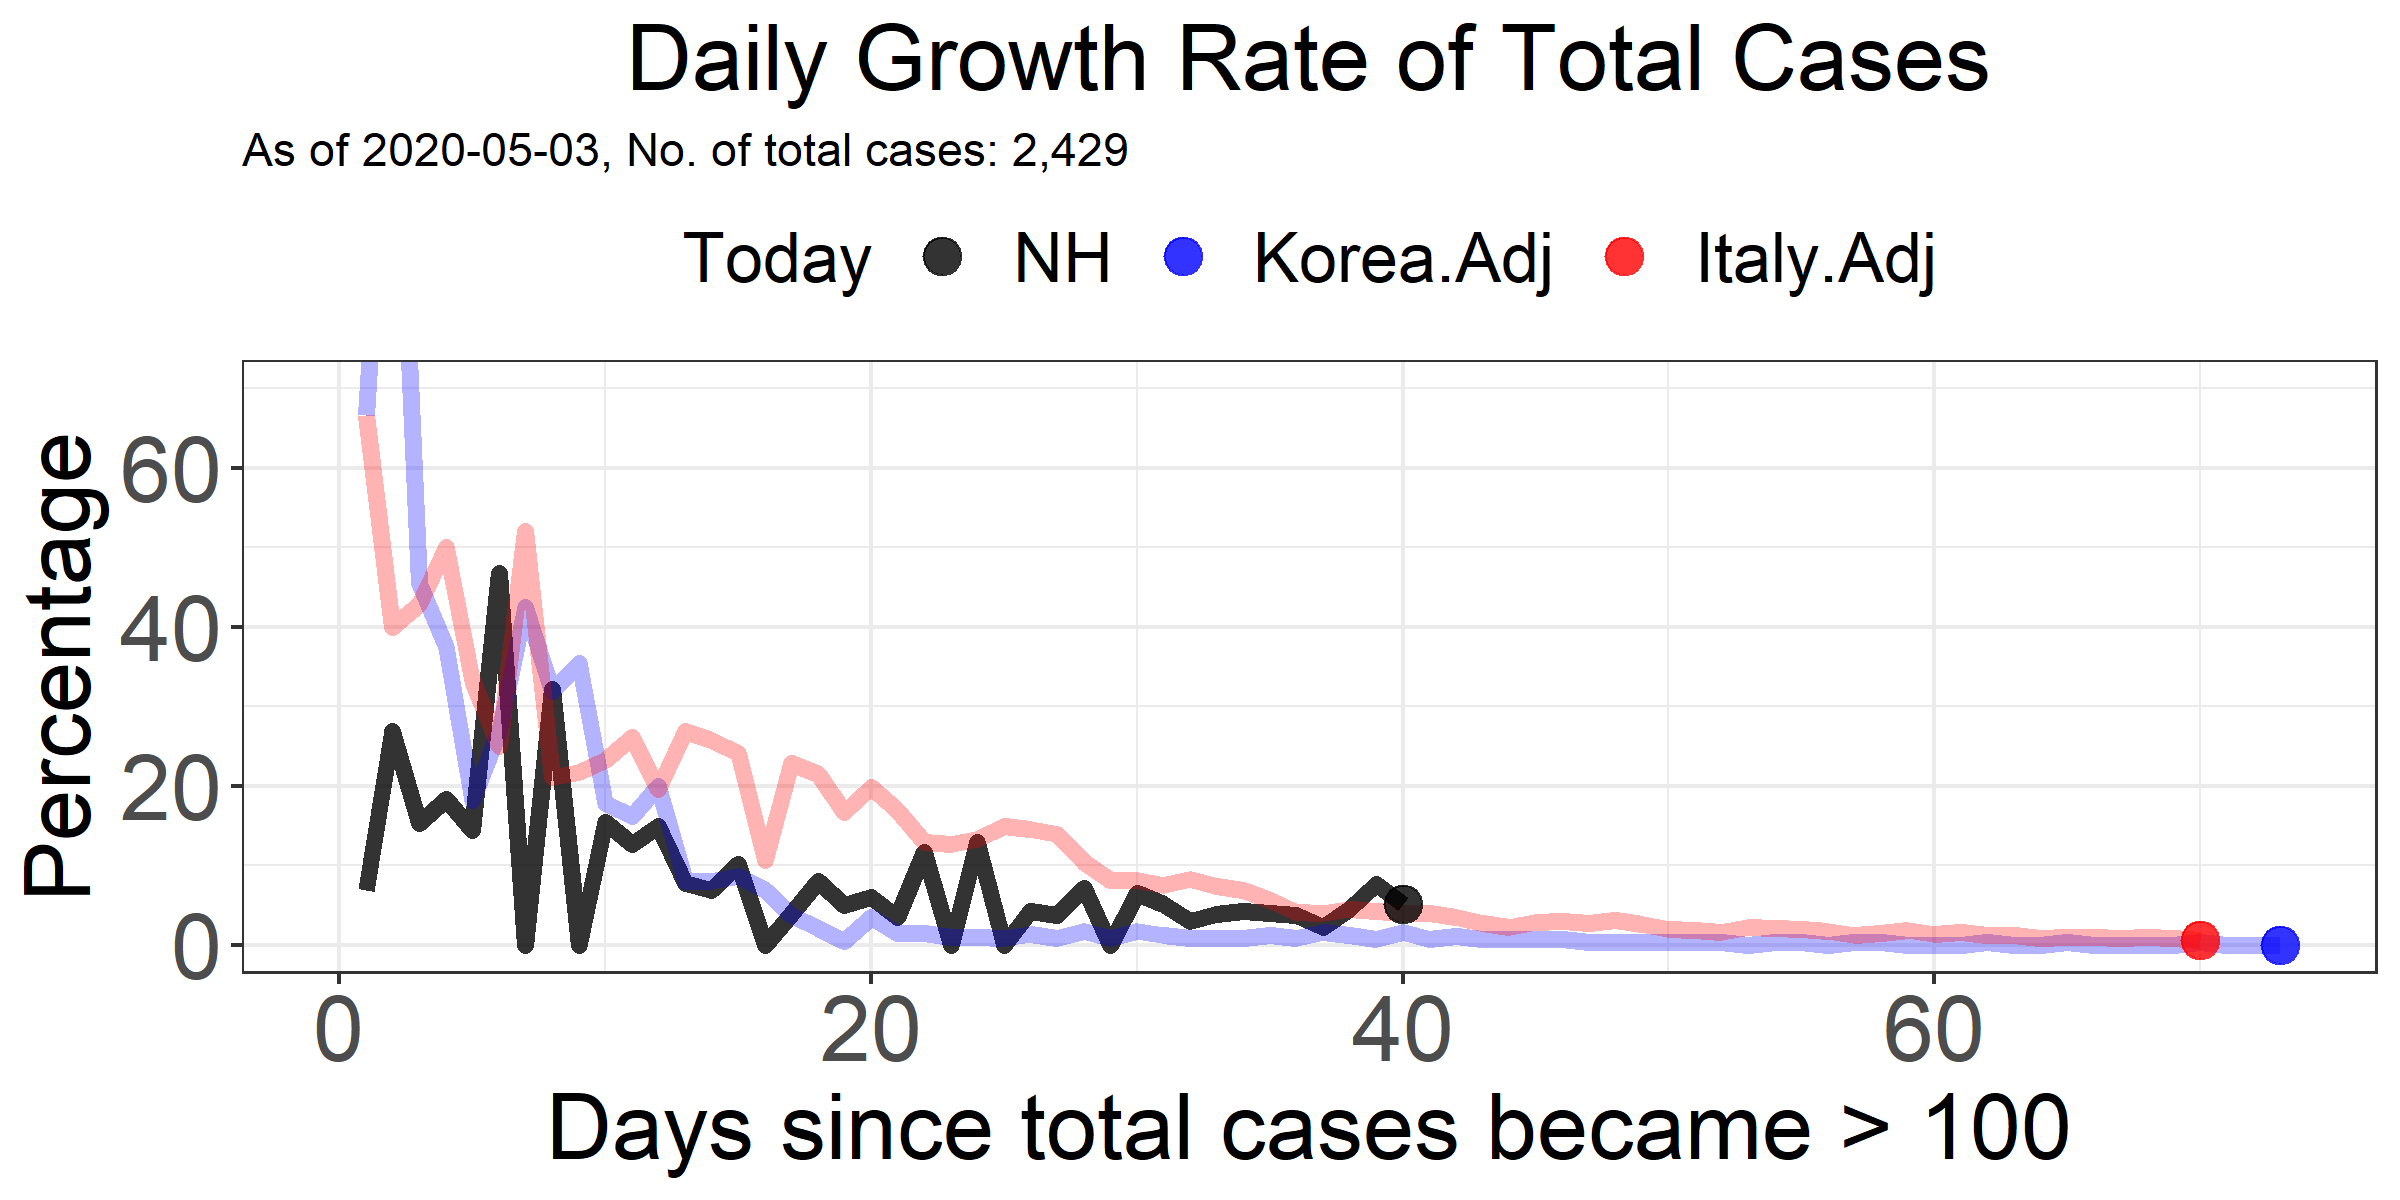 Daily Growth Rate of Total Cases
As of 2020-05-03, No. of total cases: 2,429
Today NH Korea.Adj Italy.Adj
Percentage
60
40
20
0
0 20 40 60
Days since total cases became > 100